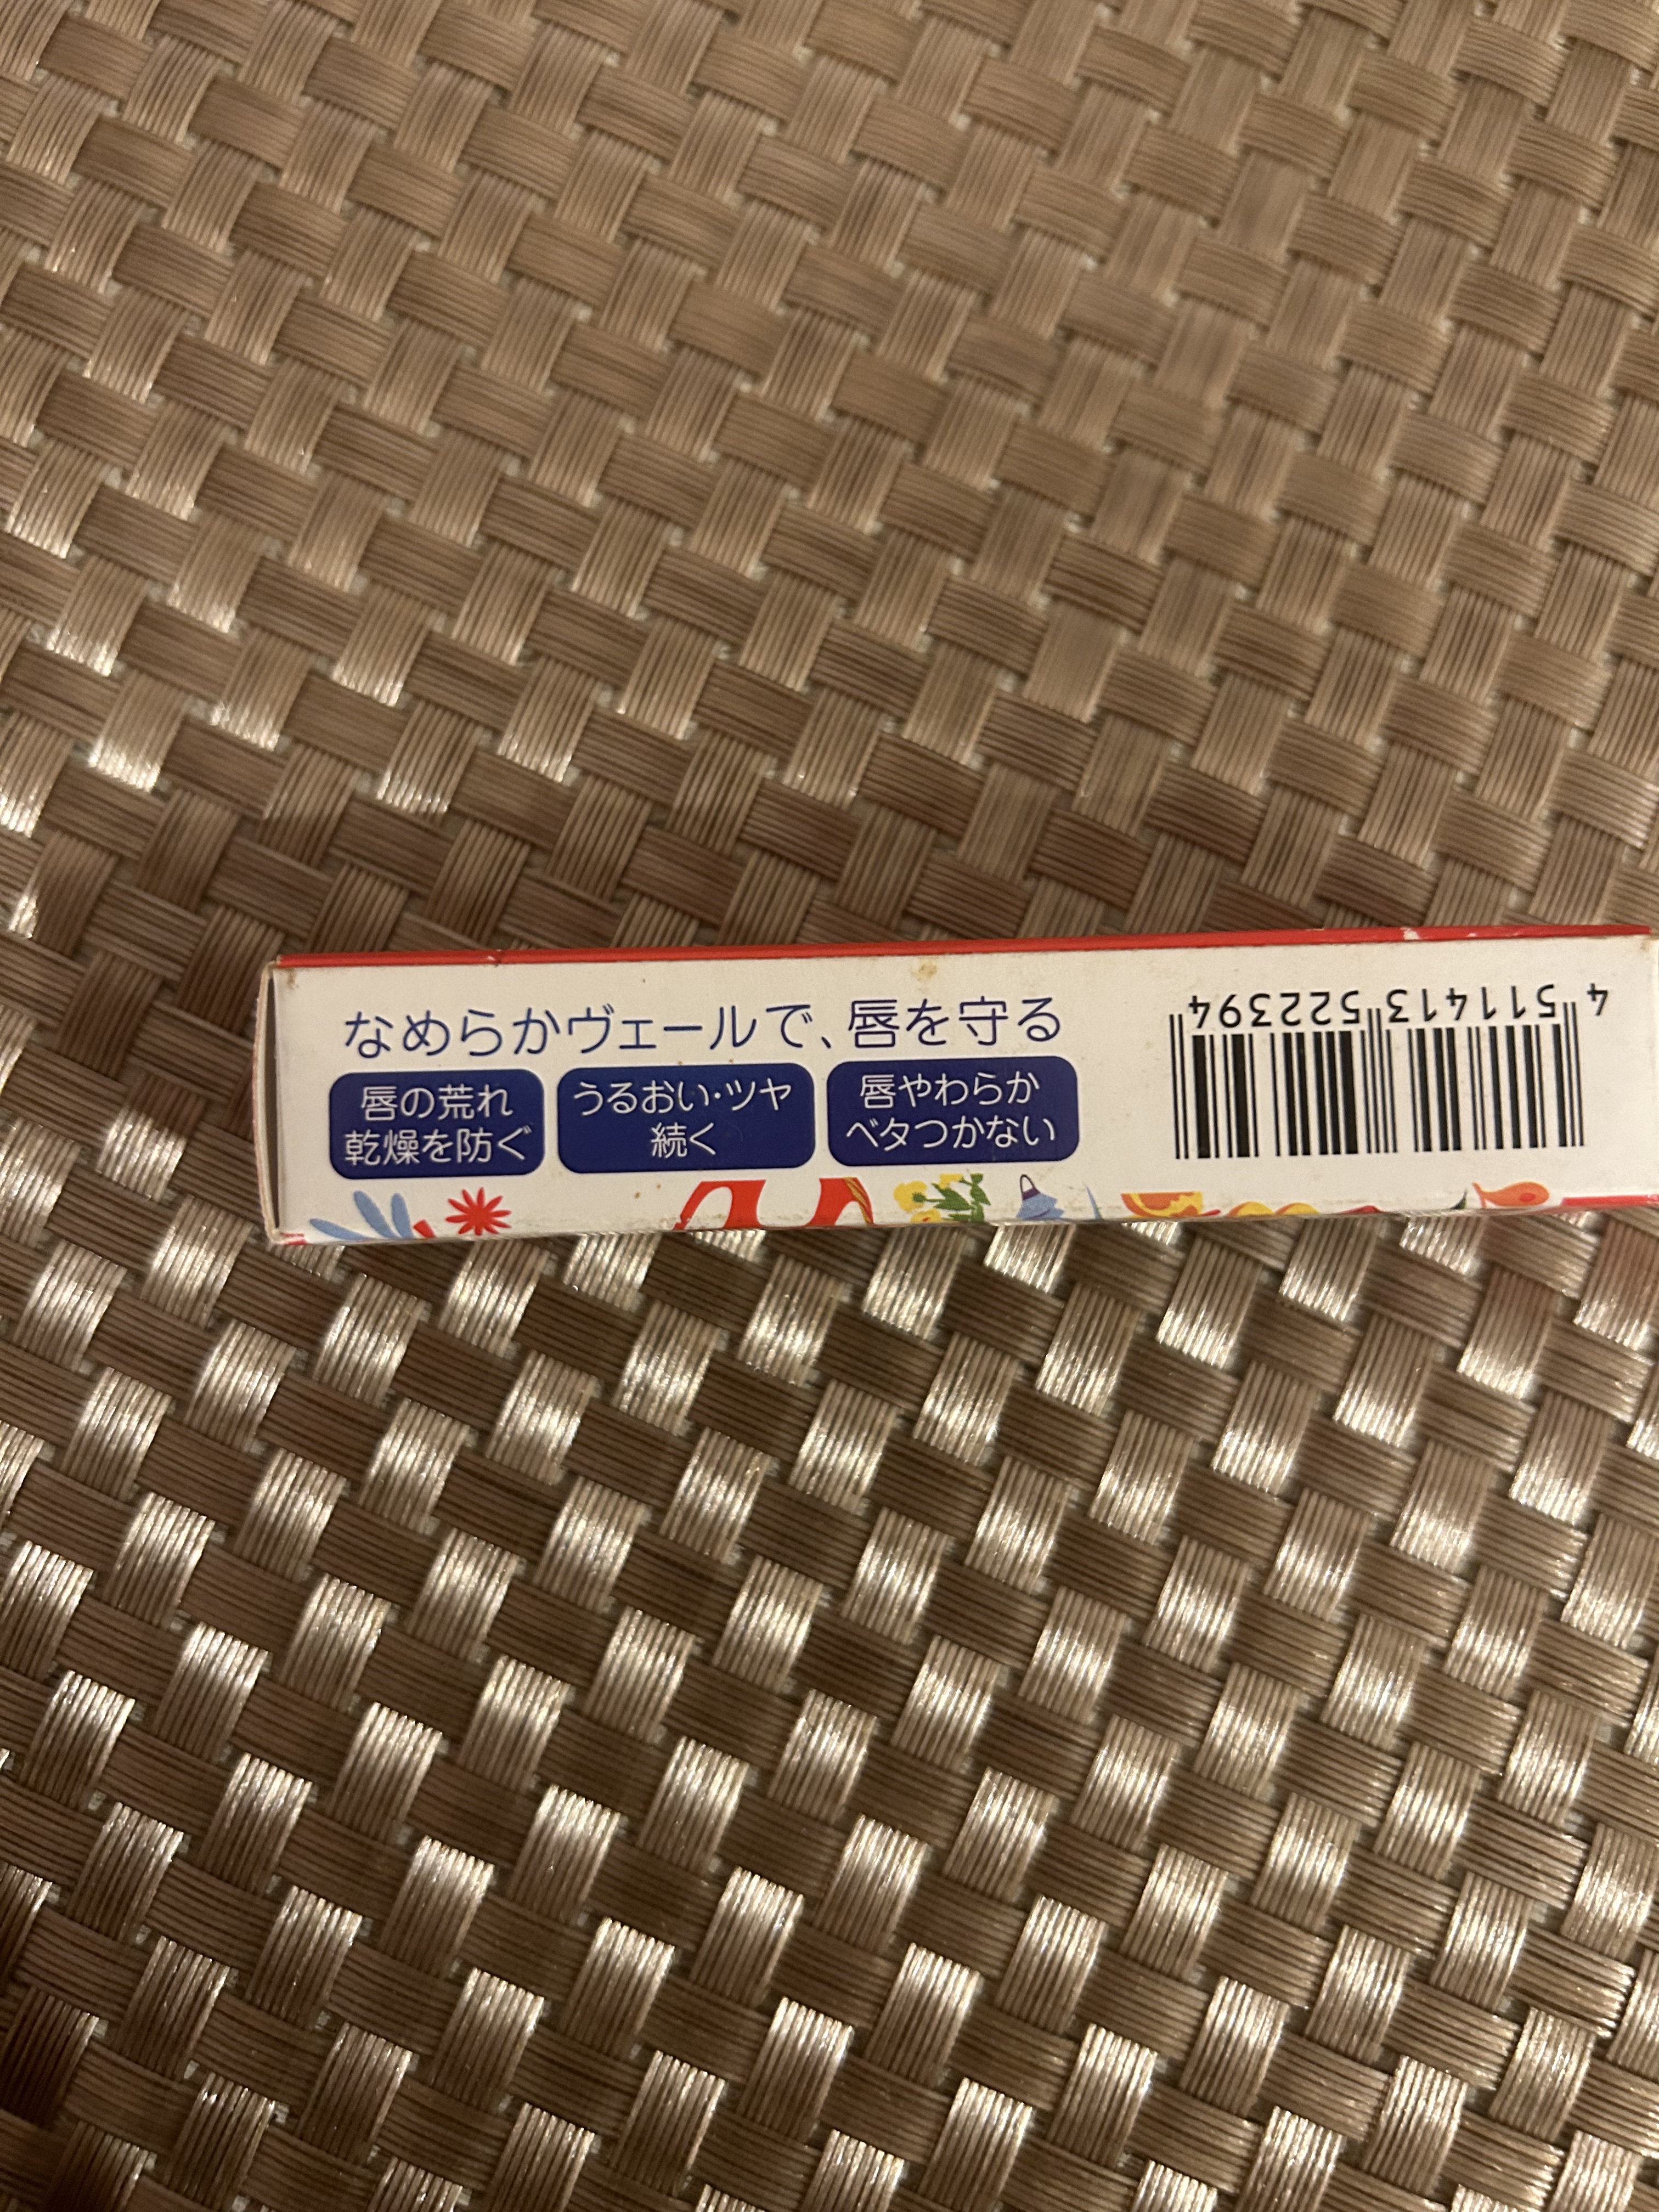 なめらかヴェールで、唇を守る
唇の荒れ
乾燥を防ぐ
うるおい・ツヤ
続く
唇やわらか
ベタつかない
4 511413 522394